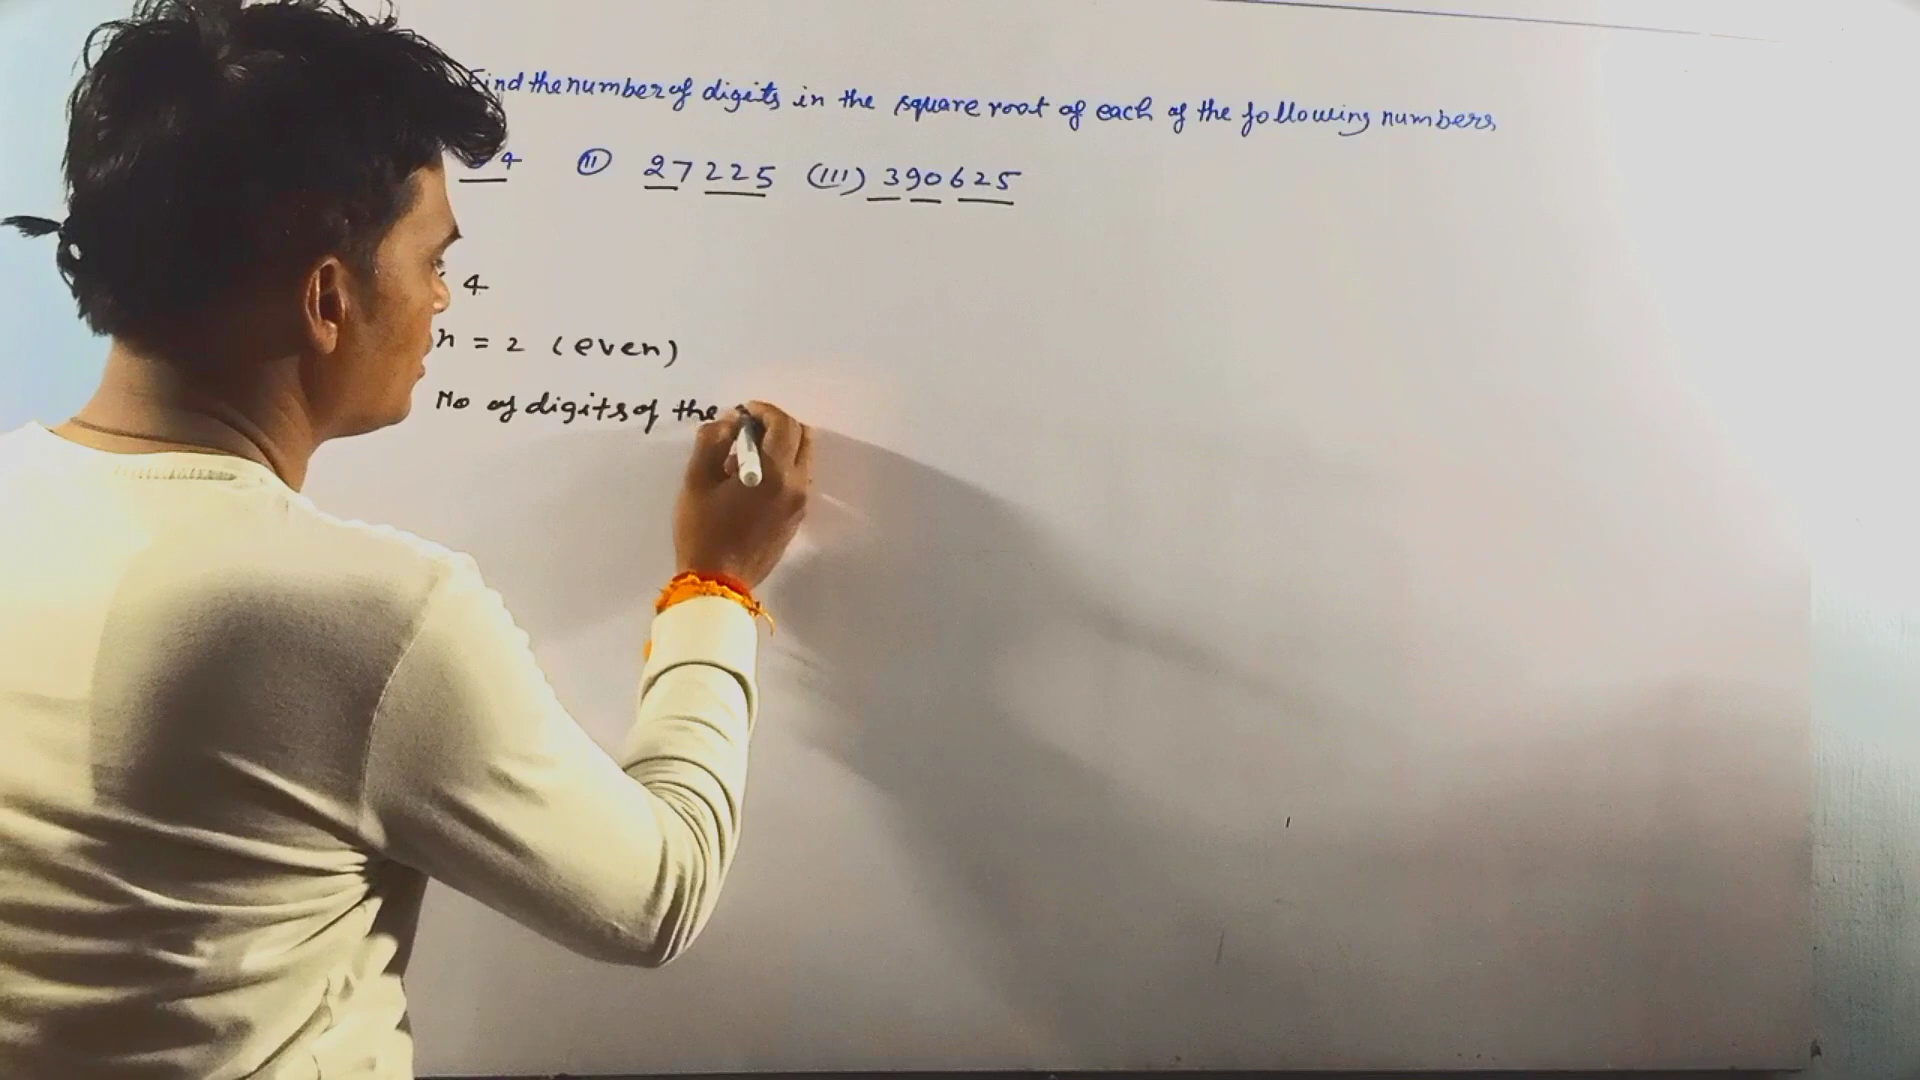 Find the number of digits in the square root of each of the following numbers
4 (II) 27225 (III) 390625
4
n = 2 (even)
No of digits of the